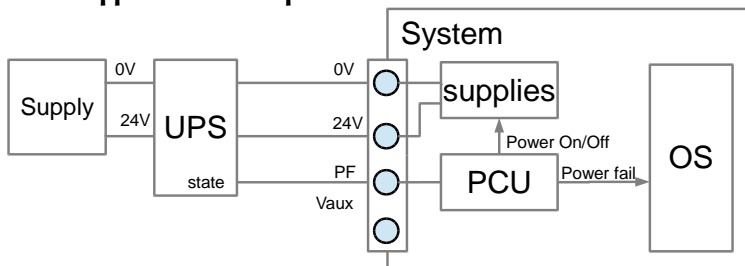 System
0V 0V
Supply supplies
24V UPS 24V
Power On/Off
OS
state PF PCU Power fail
Vaux